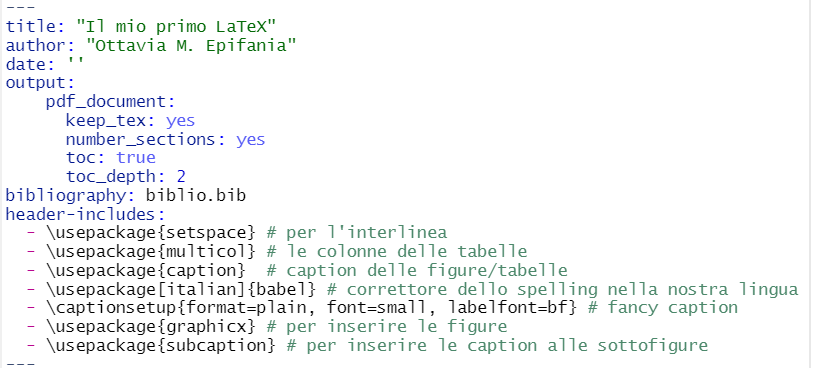 ---
title: "Il mio primo LaTeX"
author: "Ottavia M. Epifania"
date: ''
output:
    pdf_document:
      keep_tex: yes
      number_sections: yes
      toc: true
      toc_depth: 2
bibliography: biblio.bib
header-includes:
  - \usepackage{setspace} # per l'interlinea
  - \usepackage{multicol} # le colonne delle tabelle
  - \usepackage{caption}  # caption delle figure/tabelle
  - \usepackage[italian]{babel} # correttore dello spelling nella nostra lingua
  - \captionsetup{format=plain, font=small, labelfont=bf} # fancy caption
  - \usepackage{graphicx} # per inserire le figure
  - \usepackage{subcaption} # per inserire le caption alle sottofigure
---